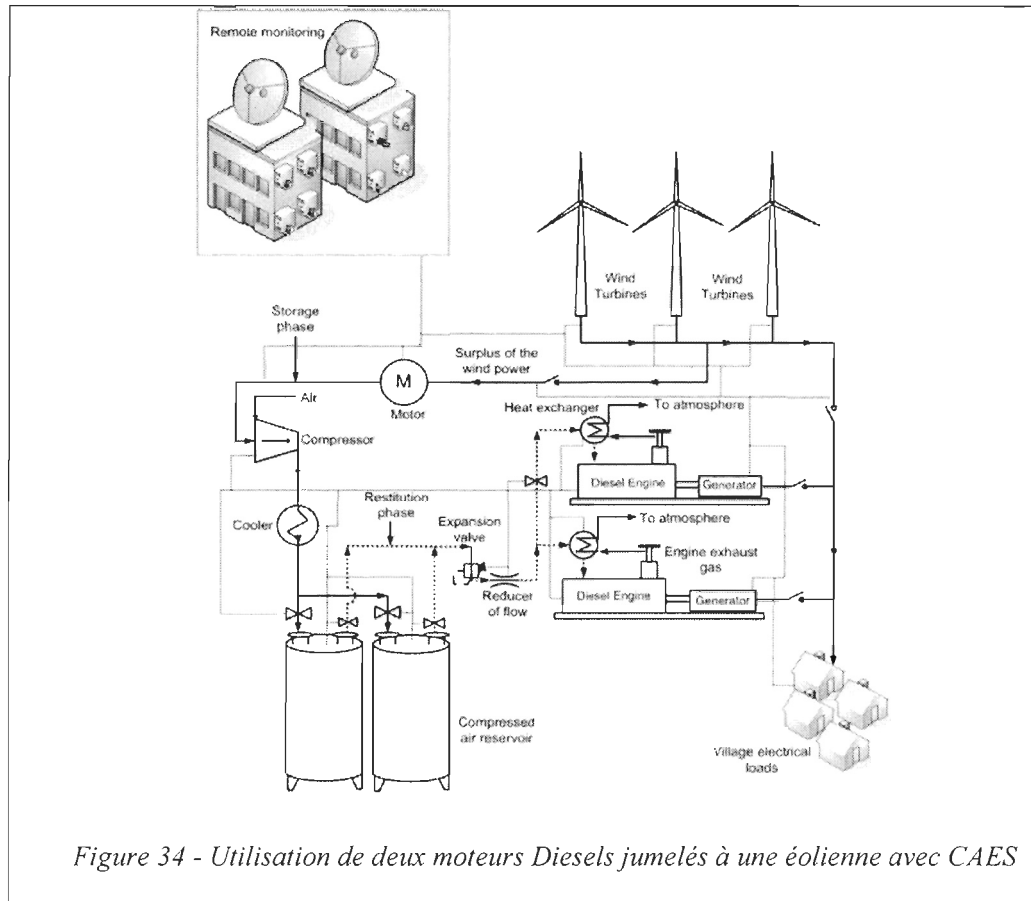 Remote monitoring
Wind
Turbines
Wind
Turbines
Storage
phase
Surplus of the
wind power
M
Motor
Air
Compressor
Heat exchanger
To atmosphere
Diesel Engine
Generator
Restitution
phase
Cooler
Expansion
valve
To atmosphere
Engine exhaust
gas
Reducer
of flow
Diesel Engine
Generator
Compressed
air reservoir
Village electrical
loads
Figure 34 - Utilisation de deux moteurs Diesels jumelés à une éolienne avec CAES